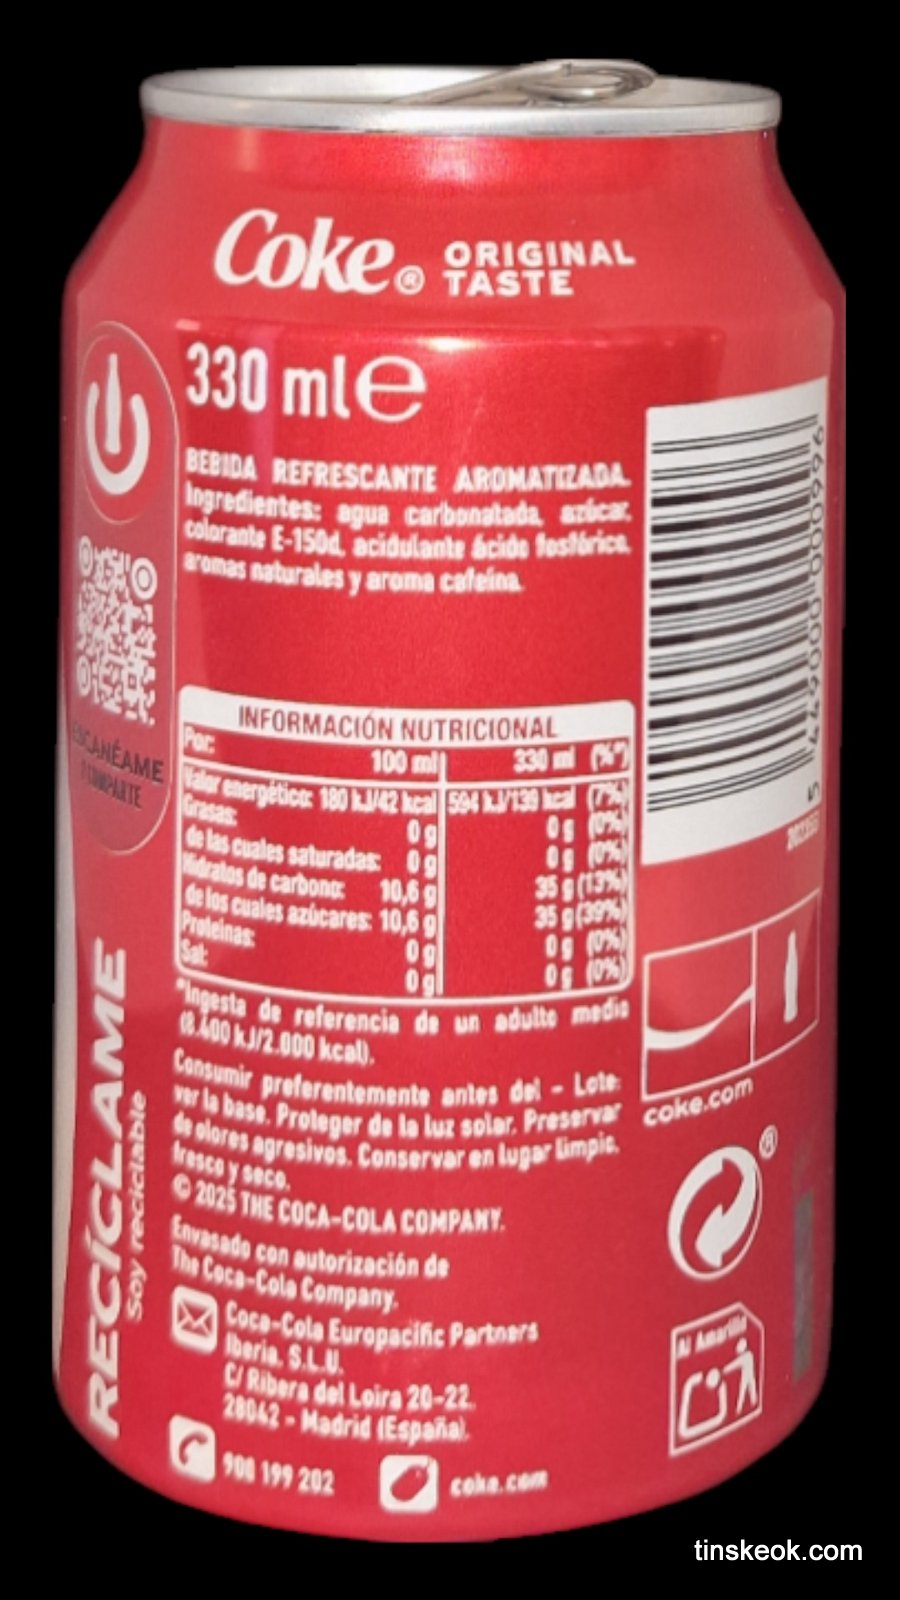 Coke® ORIGINAL
TASTE
330 ml e
BEBIDA REFRESCANTE AROMATIZADA.
Ingredientes: agua carbonatada, azúcar,
colorante E-150d, acidulante ácido fosfórico,
aromas naturales y aroma cafeína.
INFORMACIÓN NUTRICIONAL
Por: 100 ml 330 ml (%*)
Valor energético: 180 kJ/42 kcal 594 kJ/139 kcal (7%)
Grasas: 0 g 0 g (0%)
de las cuales saturadas: 0 g 0 g (0%)
Hidratos de carbono: 10,6 g 35 g (13%)
de los cuales azúcares: 10,6 g 35 g (39%)
Proteínas: 0 g 0 g (0%)
Sal: 0 g 0 g (0%)
*Ingesta de referencia de un adulto medio
(8.400 kJ/2.000 kcal).
Consumir preferentemente antes del - Lote:
ver la base. Proteger de la luz solar. Preservar
de olores agresivos. Conservar en lugar limpio,
fresco y seco.
© 2025 THE COCA-COLA COMPANY.
Envasado con autorización de
The Coca-Cola Company.
Coca-Cola Europacific Partners
Iberia, S.L.U.
C/ Ribera del Loira 20-22.
28042 - Madrid (España).
900 199 202
coke.com
ESCANÉAME
Y COMPARTE
RECÍCLAME
Soy reciclable
5 449000 000996
coke.com
®
Al Amarillo
tinskeok.com